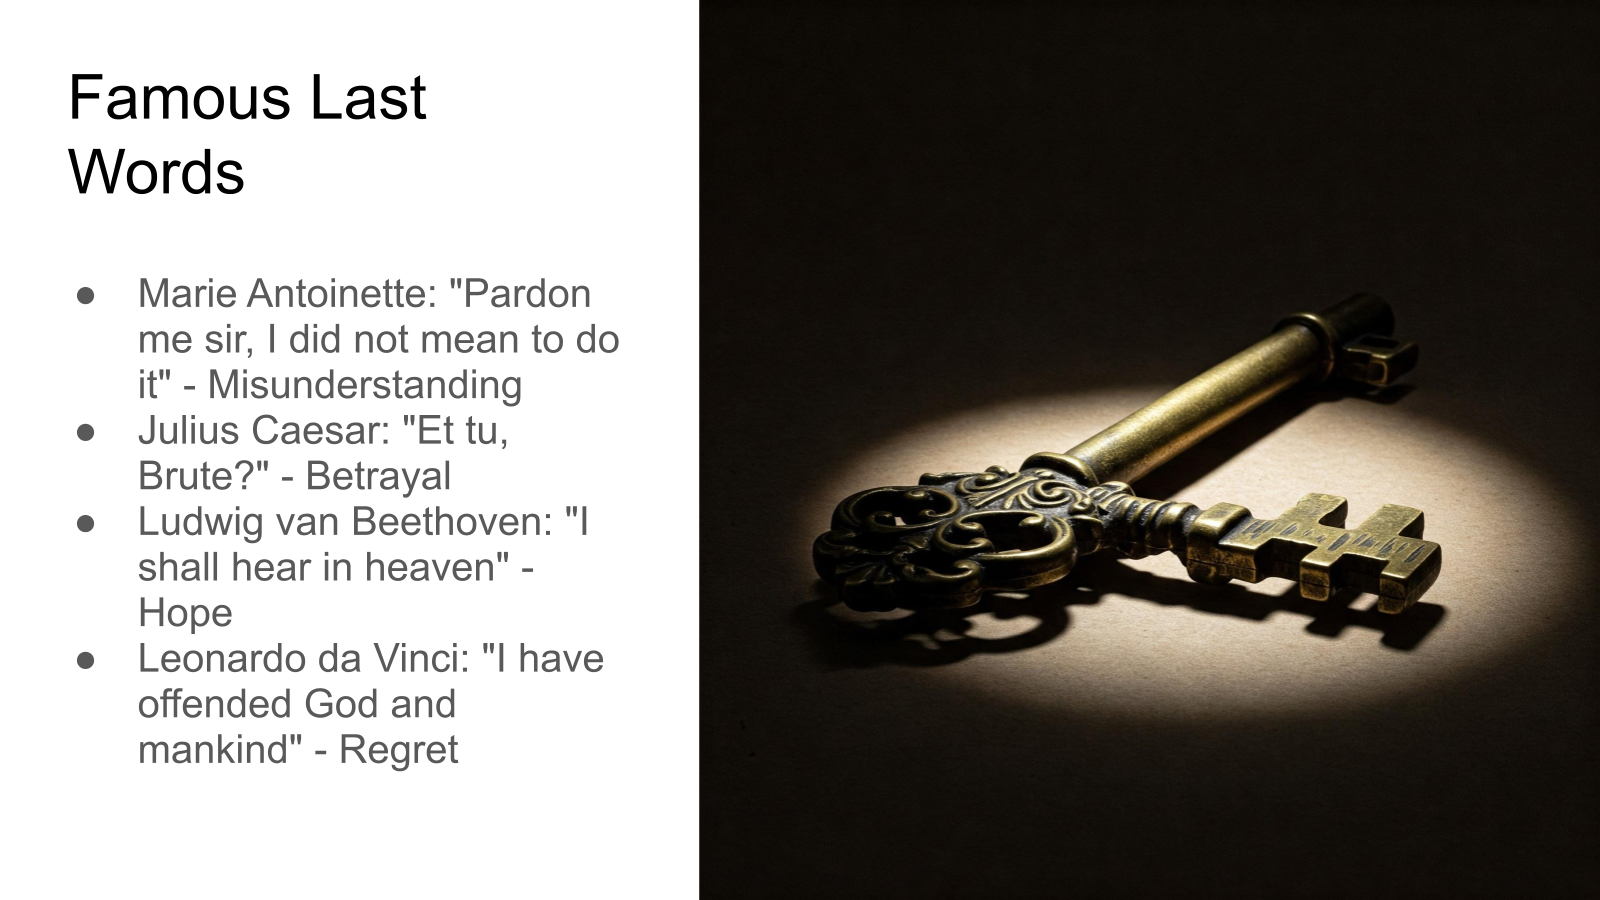 Famous Last
Words
● Marie Antoinette: "Pardon
me sir, I did not mean to do
it" - Misunderstanding
● Julius Caesar: "Et tu,
Brute?" - Betrayal
● Ludwig van Beethoven: "I
shall hear in heaven" -
Hope
● Leonardo da Vinci: "I have
offended God and
mankind" - Regret